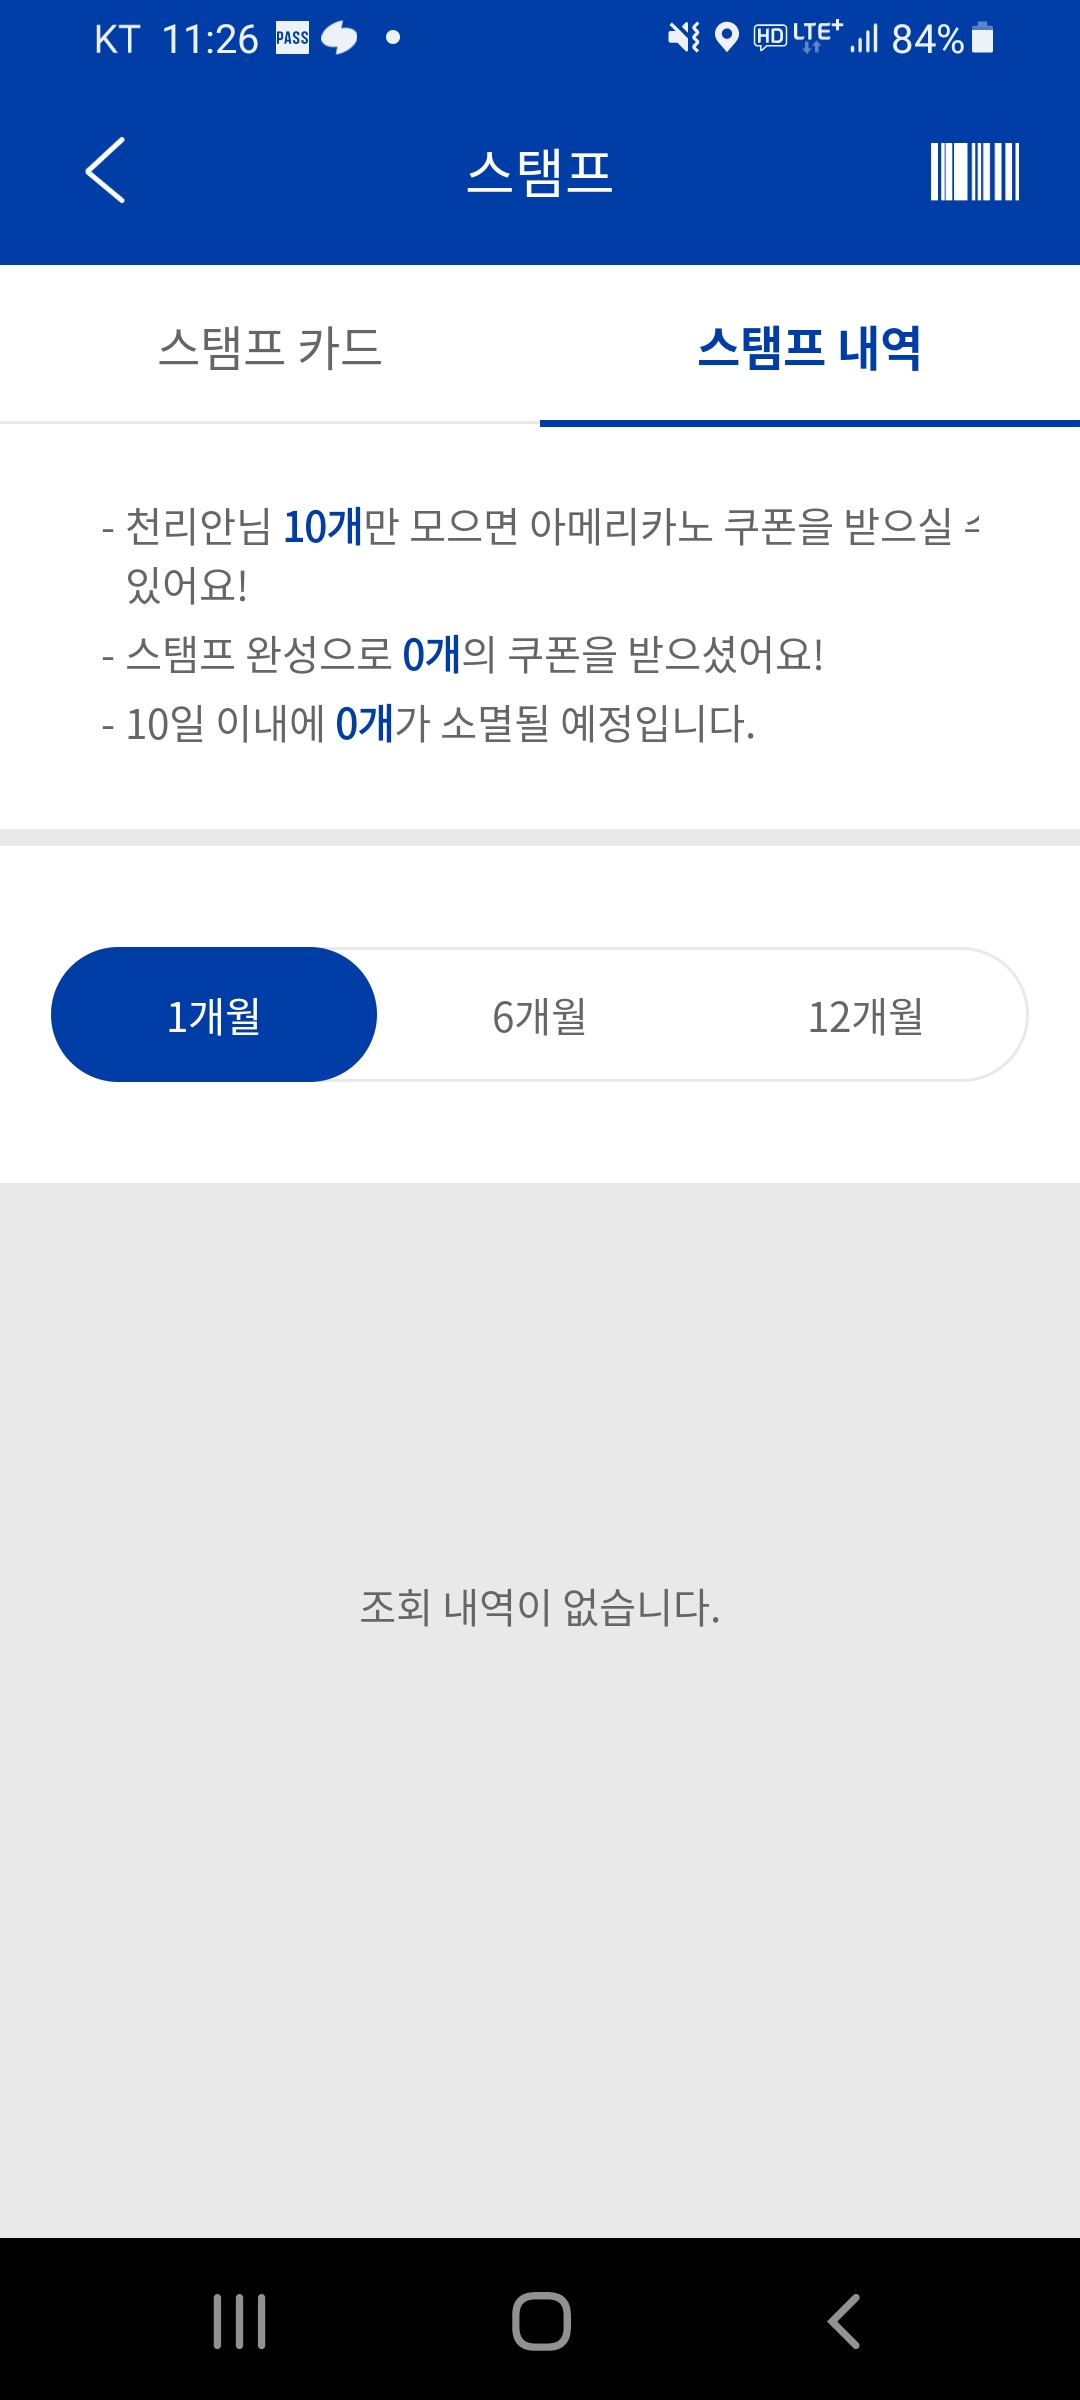 KT 11:26 PASS HD LTE+ 84%
스탬프
스탬프 카드 스탬프 내역
- 천리안님 10개만 모으면 아메리카노 쿠폰을 받으실
있어요!
- 스탬프 완성으로 0개의 쿠폰을 받으셨어요!
- 10일 이내에 0개가 소멸될 예정입니다.
1개월 6개월 12개월
조회 내역이 없습니다.